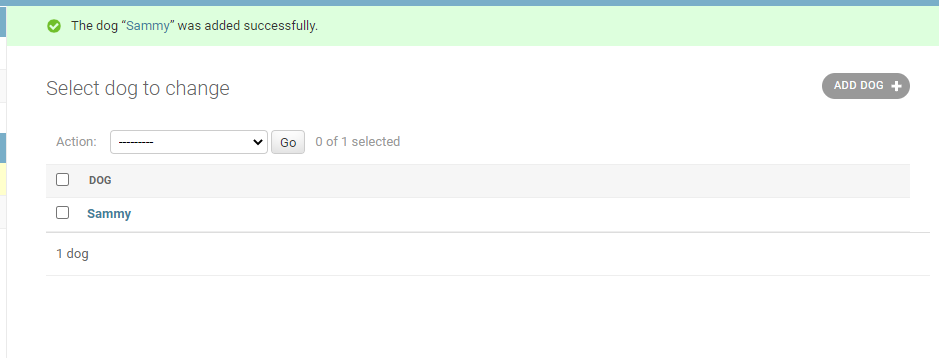 The dog “Sammy” was added successfully.
Select dog to change
ADD DOG
Action: --------- Go 0 of 1 selected
DOG
Sammy
1 dog